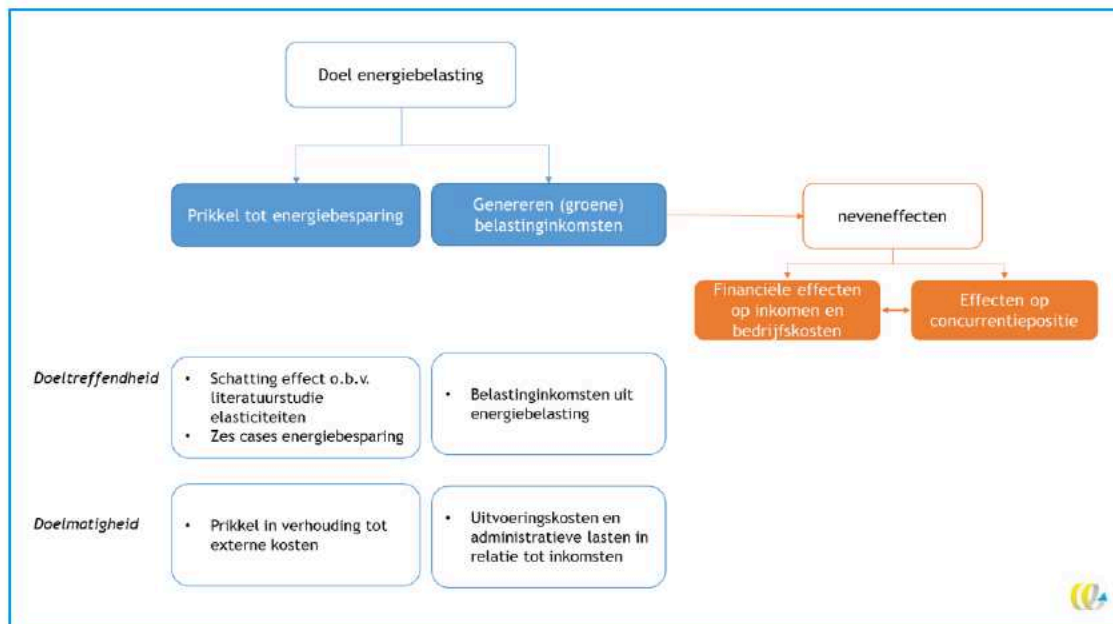 Doel energiebelasting
Prikkel tot energiebesparing
Genereren (groene)
belastinginkomsten
neveneffecten
Financiële effecten
op inkomen en
bedrijfskosten
Effecten op
concurrentiepositie
Doeltreffendheid
• Schatting effect o.b.v.
literatuurstudie
elasticiteiten
• Zes cases energiebesparing
• Belastinginkomsten uit
energiebelasting
Doelmatigheid
• Prikkel in verhouding tot
externe kosten
• Uitvoeringskosten en
administratieve lasten in
relatie tot inkomsten